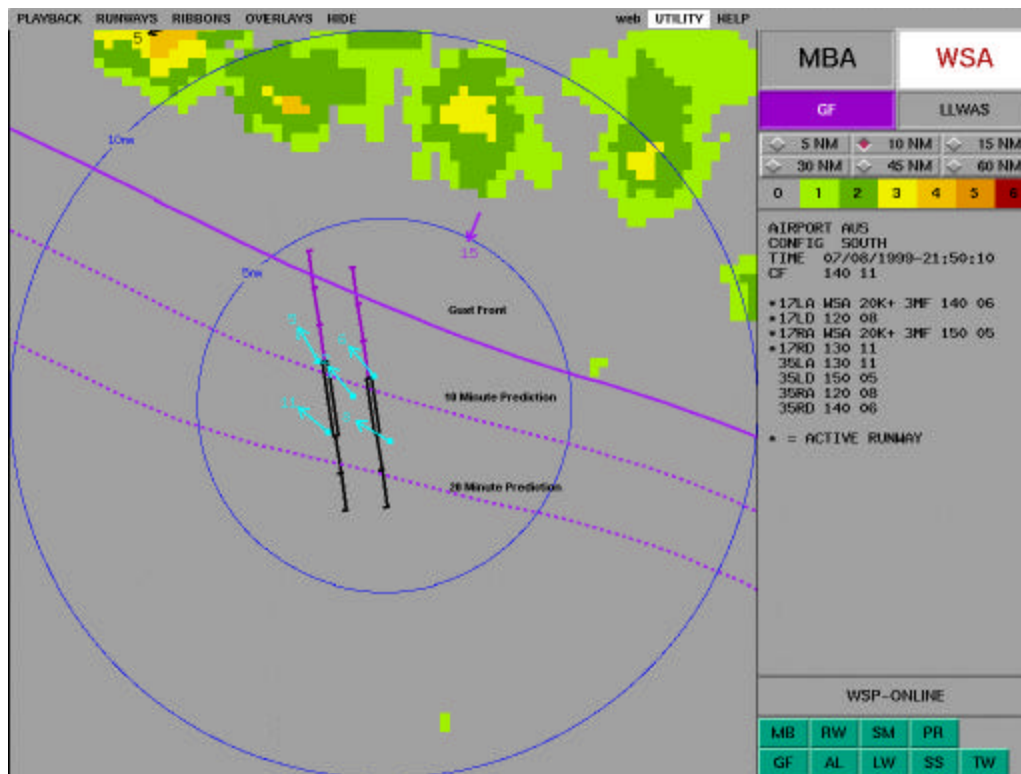 PLAYBACK RUNWAYS RIBBONS OVERLAYS HIDE web UTILITY HELP
5
MBA WSA
GF LLWAS
10nm
5 NM 10 NM 15 NM
30 NM 45 NM 60 NM
0 1 2 3 4 5 6
AIRPORT AUS
CONFIG SOUTH
TIME 07/08/1999-21:50:10
CF 140 11
15
5nm
*17LA WSA 20K+ 3MF 140 06
*17LD 120 08
*17RA WSA 20K+ 3MF 150 05
*17RD 130 11
35LA 130 11
35LD 150 05
35RA 120 08
35RD 140 06
* = ACTIVE RUNWAY
Gust Front
10 Minute Prediction
11
20 Minute Prediction
WSP-ONLINE
MB RW SM PR
GF AL LW SS TW